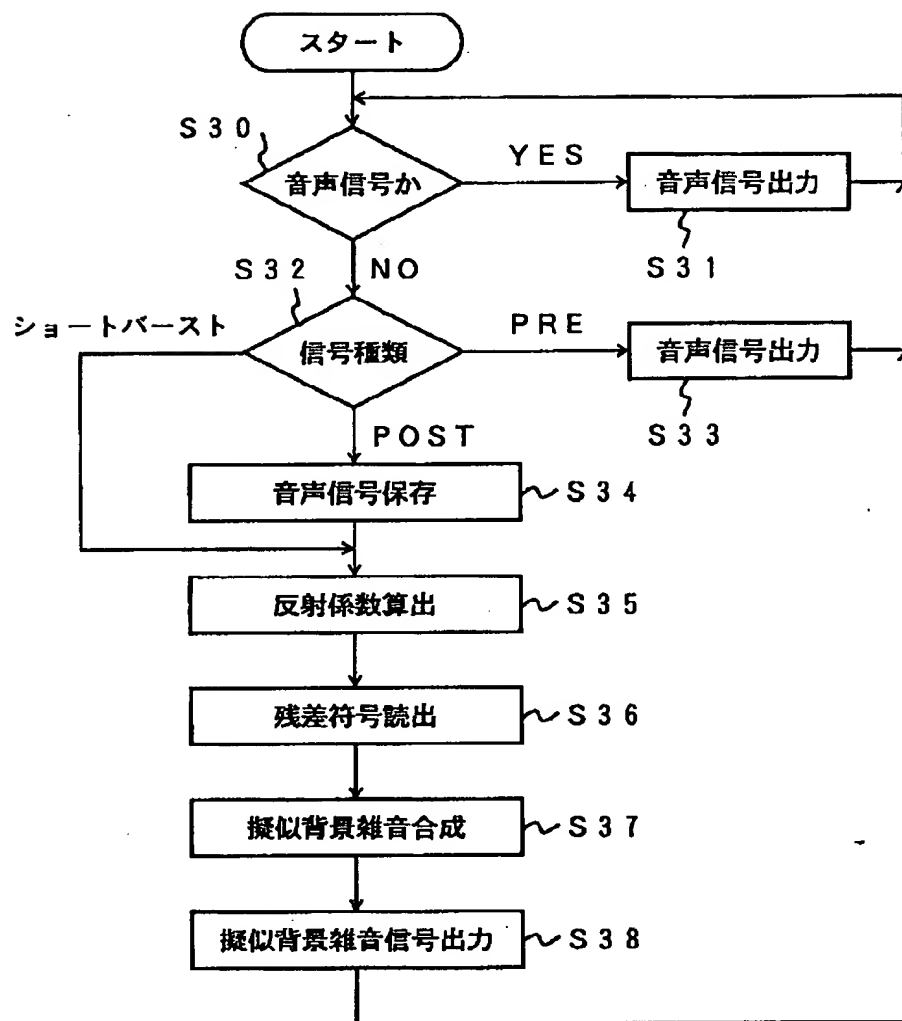 スタート
S30
音声信号か
YES
音声信号出力
S31
S32
NO
ショートバースト
信号種類
PRE
音声信号出力
S33
POST
音声信号保存
S34
反射係数算出
S35
残差符号読出
S36
擬似背景雑音合成
S37
擬似背景雑音信号出力
S38